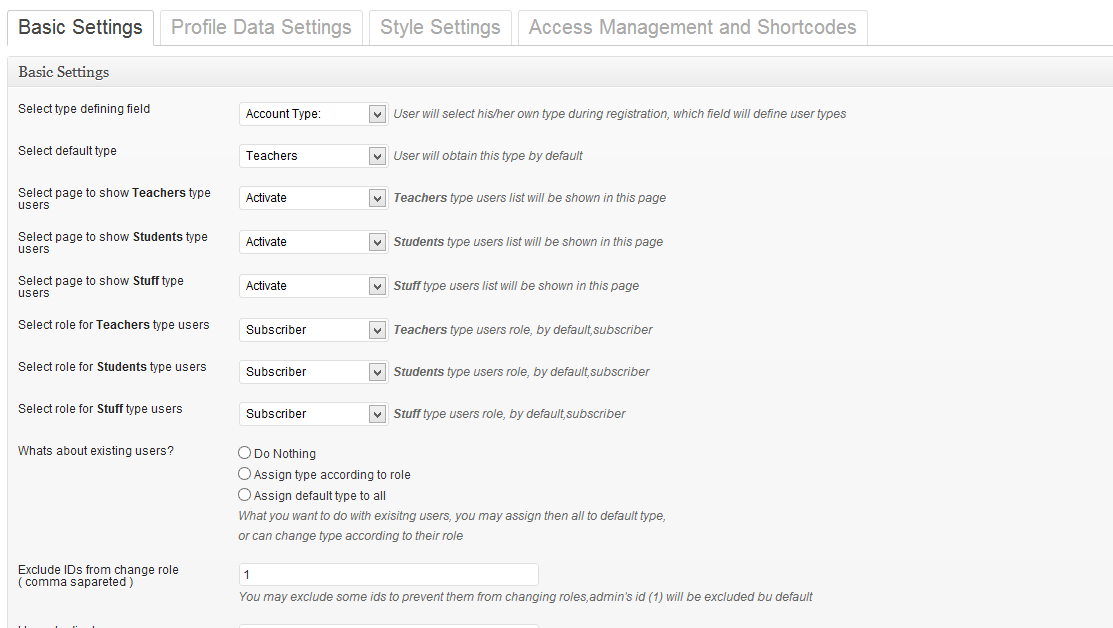 Basic Settings
Profile Data Settings
Style Settings
Access Management and Shortcodes
Basic Settings
Select type defining field
Account Type:
User will select his/her own type during registration, which field will define user types
Select default type
Teachers
User will obtain this type by default
Select page to show Teachers type
users
Activate
Teachers type users list will be shown in this page
Select page to show Students type
users
Activate
Students type users list will be shown in this page
Select page to show Stuff type
users
Activate
Stuff type users list will be shown in this page
Select role for Teachers type users
Subscriber
Teachers type users role, by default,subscriber
Select role for Students type users
Subscriber
Students type users role, by default,subscriber
Select role for Stuff type users
Subscriber
Stuff type users role, by default,subscriber
Whats about existing users?
Do Nothing
Assign type according to role
Assign default type to all
What you want to do with exisitng users, you may assign then all to default type,
or can change type according to their role
Exclude IDs from change role
( comma sapareted )
1
You may exclude some ids to prevent them from changing roles,admin's id (1) will be excluded bu default